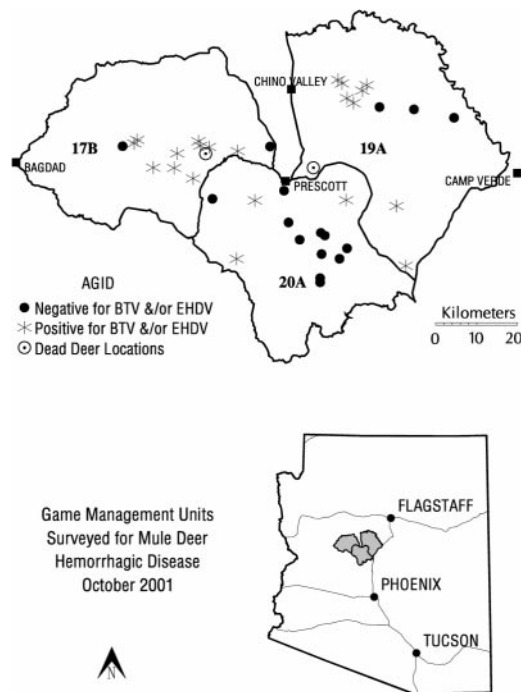 CHINO VALLEY
17B
19A
BAGDAD
PRESCOTT
CAMP VERDE
20A
AGID
Negative for BTV &/or EHDV
Positive for BTV &/or EHDV
Dead Deer Locations
Kilometers
0 10 20
Game Management Units
Surveyed for Mule Deer
Hemorrhagic Disease
October 2001
FLAGSTAFF
PHOENIX
TUCSON
N